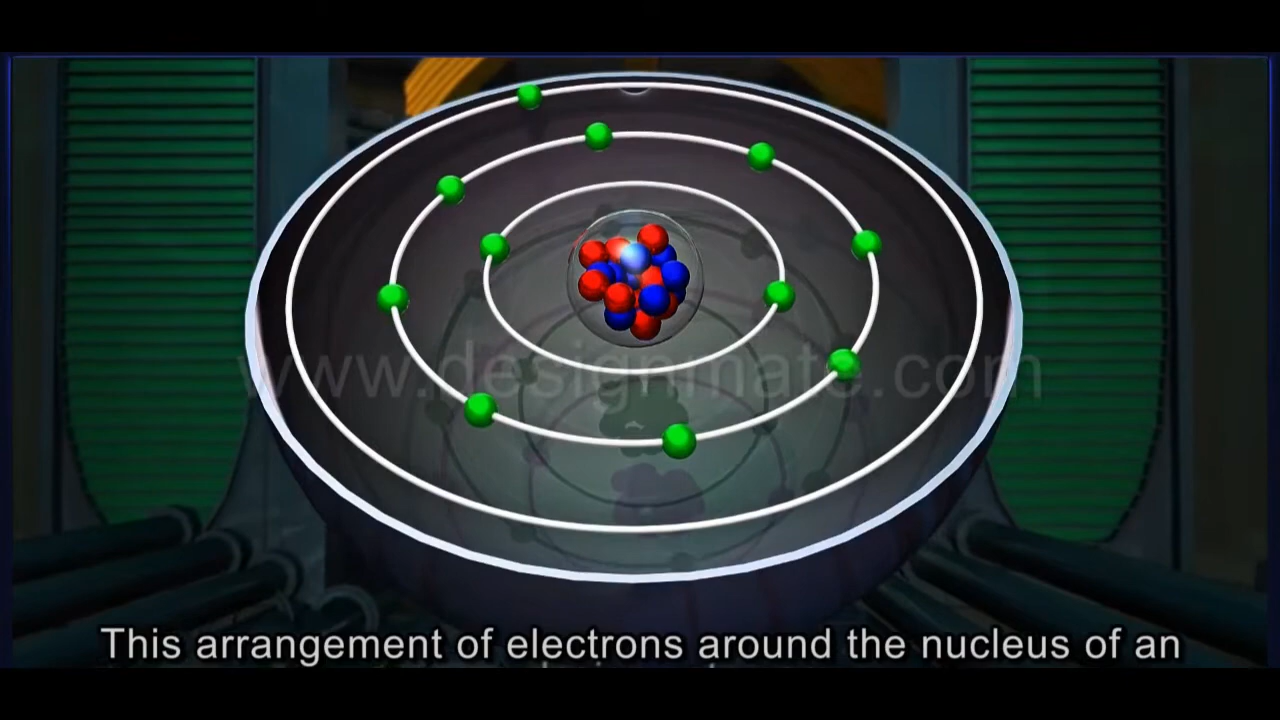 www.designmate.com
This arrangement of electrons around the nucleus of an